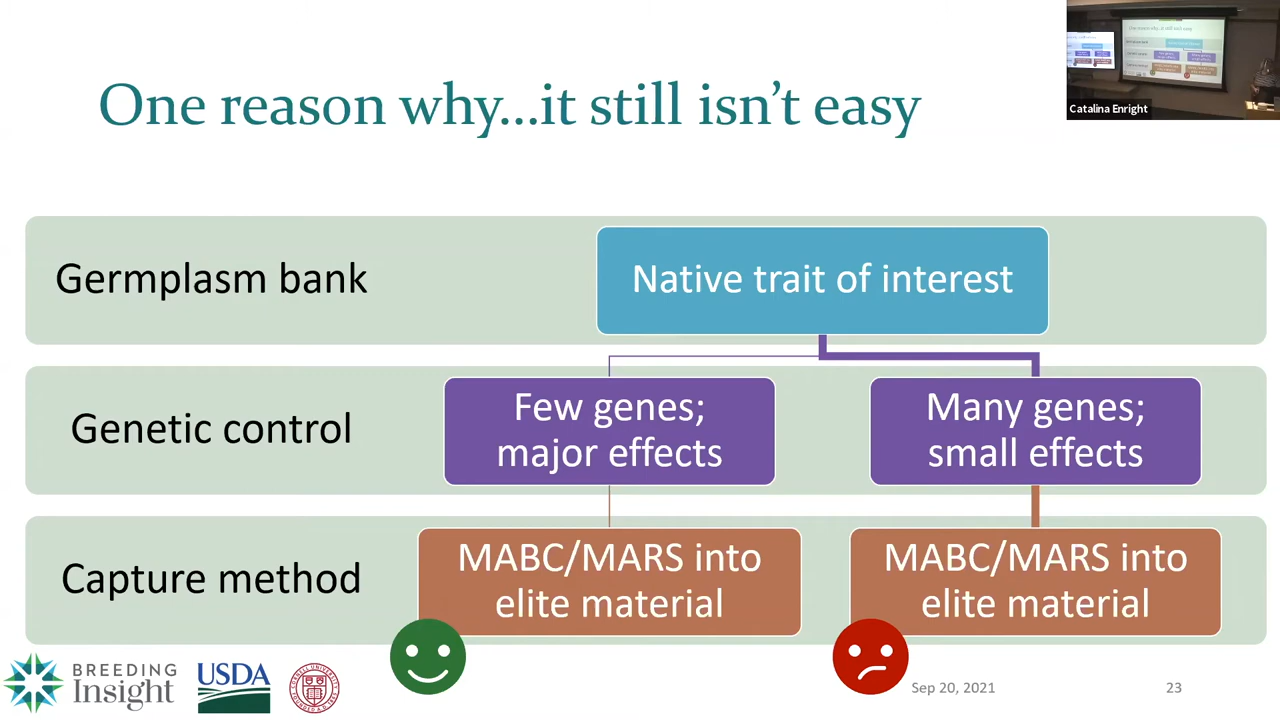 One reason why...it still isn't easy
Catalina Enright
Germplasm bank
Native trait of interest
Genetic control
Few genes;
major effects
Many genes;
small effects
Capture method
MABC/MARS into
elite material
MABC/MARS into
elite material
BREEDING
Insight
USDA
Sep 20, 2021
23